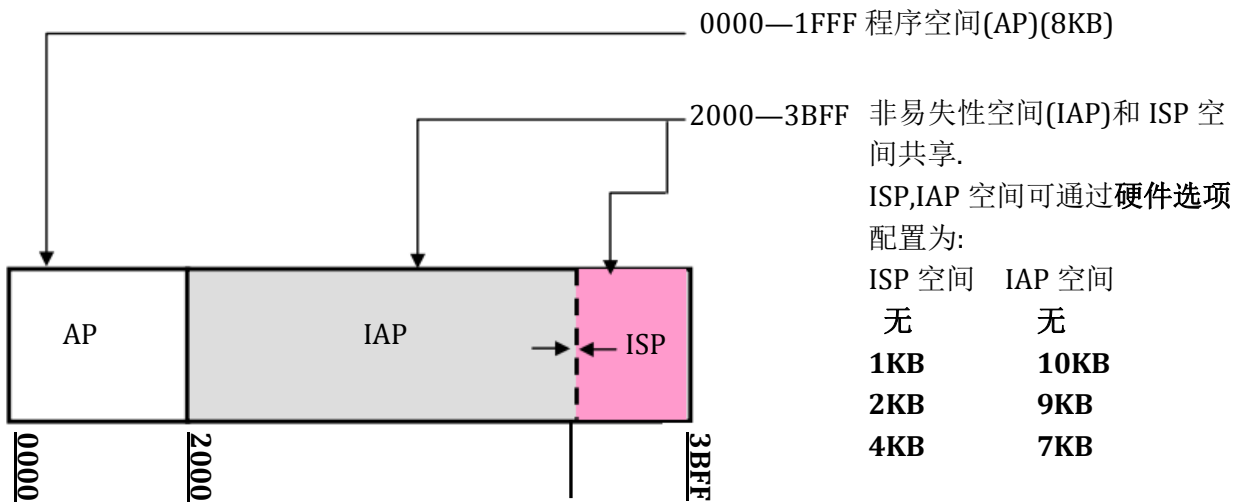 0000—1FFF 程序空间(AP)(8KB)
2000—3BFF 非易失性空间(IAP)和 ISP 空
间共享.
ISP,IAP 空间可通过硬件选项
配置为:
ISP 空间 IAP 空间
无 无
1KB 10KB
2KB 9KB
4KB 7KB
AP IAP ISP
0000 2000 3BFF